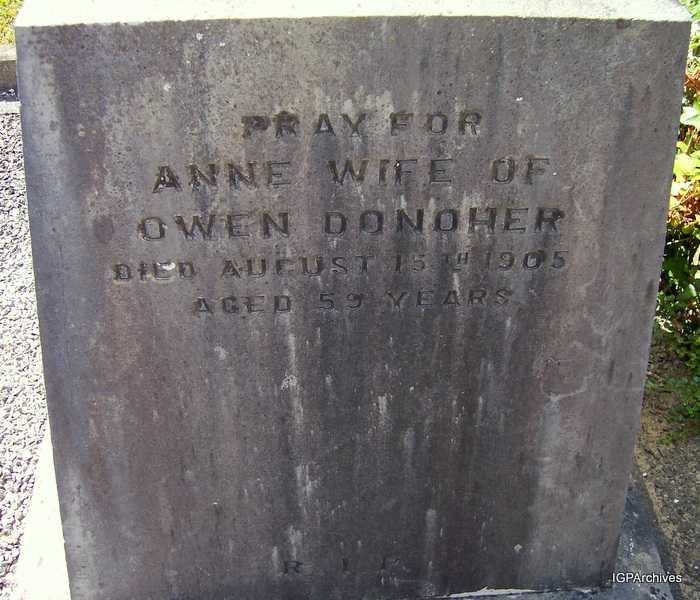 PRAY FOR
ANNE WIFE OF
OWEN DONOHER
DIED AUGUST 15TH 1905
AGED 59 YEARS
R I P
IGPArchives